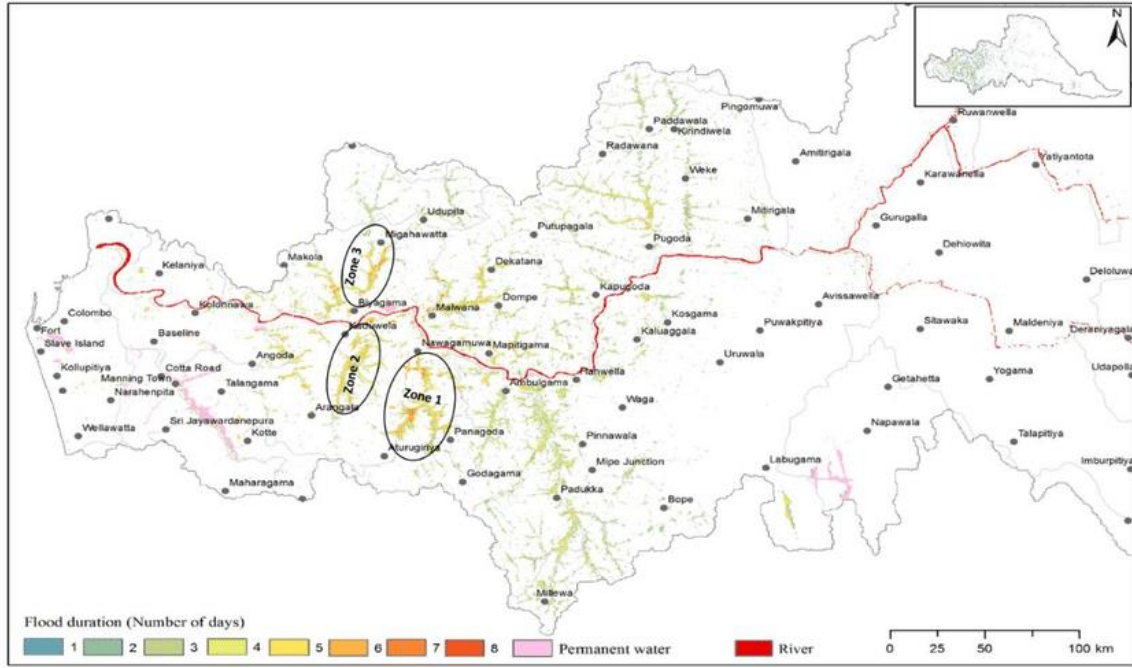 N
Pingomuwa
Ruwanwella
Paddawala
Kirindiwela
Radawana
Amitirigala
Yatiyantota
Weke
Karawanella
Udupila
Mitirigala
Putupagala
Gurugalla
Migahawatta
Pugoda
Dehiowita
Zone 3
Makola
Kelaniya
Dekatana
Deloluwa
Kapugoda
Biyagama
Malwana
Dompe
Avissawella
Kolonnawa
Colombo
Kosgama
Fort
Kaduwela
Baseline
Kaluaggala
Puwakpitiya
Sitawaka
Maldeniya
Deraniyagala
Slave Island
Nawagamuwa
Mapitigama
Angoda
Uruwala
Kollupitiya
Cotta Road
Zone 2
Udapolla
Manning Town
Hanwella
Yogama
Narahenpita
Talangama
Ambulgama
Getahetta
Zone 1
Waga
Arangala
Sri Jayawardanepura
Wellawatta
Kotte
Panagoda
Pinnawala
Napawala
Talapitiya
Aturugiriya
Mipe Junction
Labugama
Imburpitiya
Godagama
Maharagama
Padukka
Bope
Millewa
Flood duration (Number of days)
1 2 3 4 5 6 7 8 Permanent water River
0 25 50 100 km